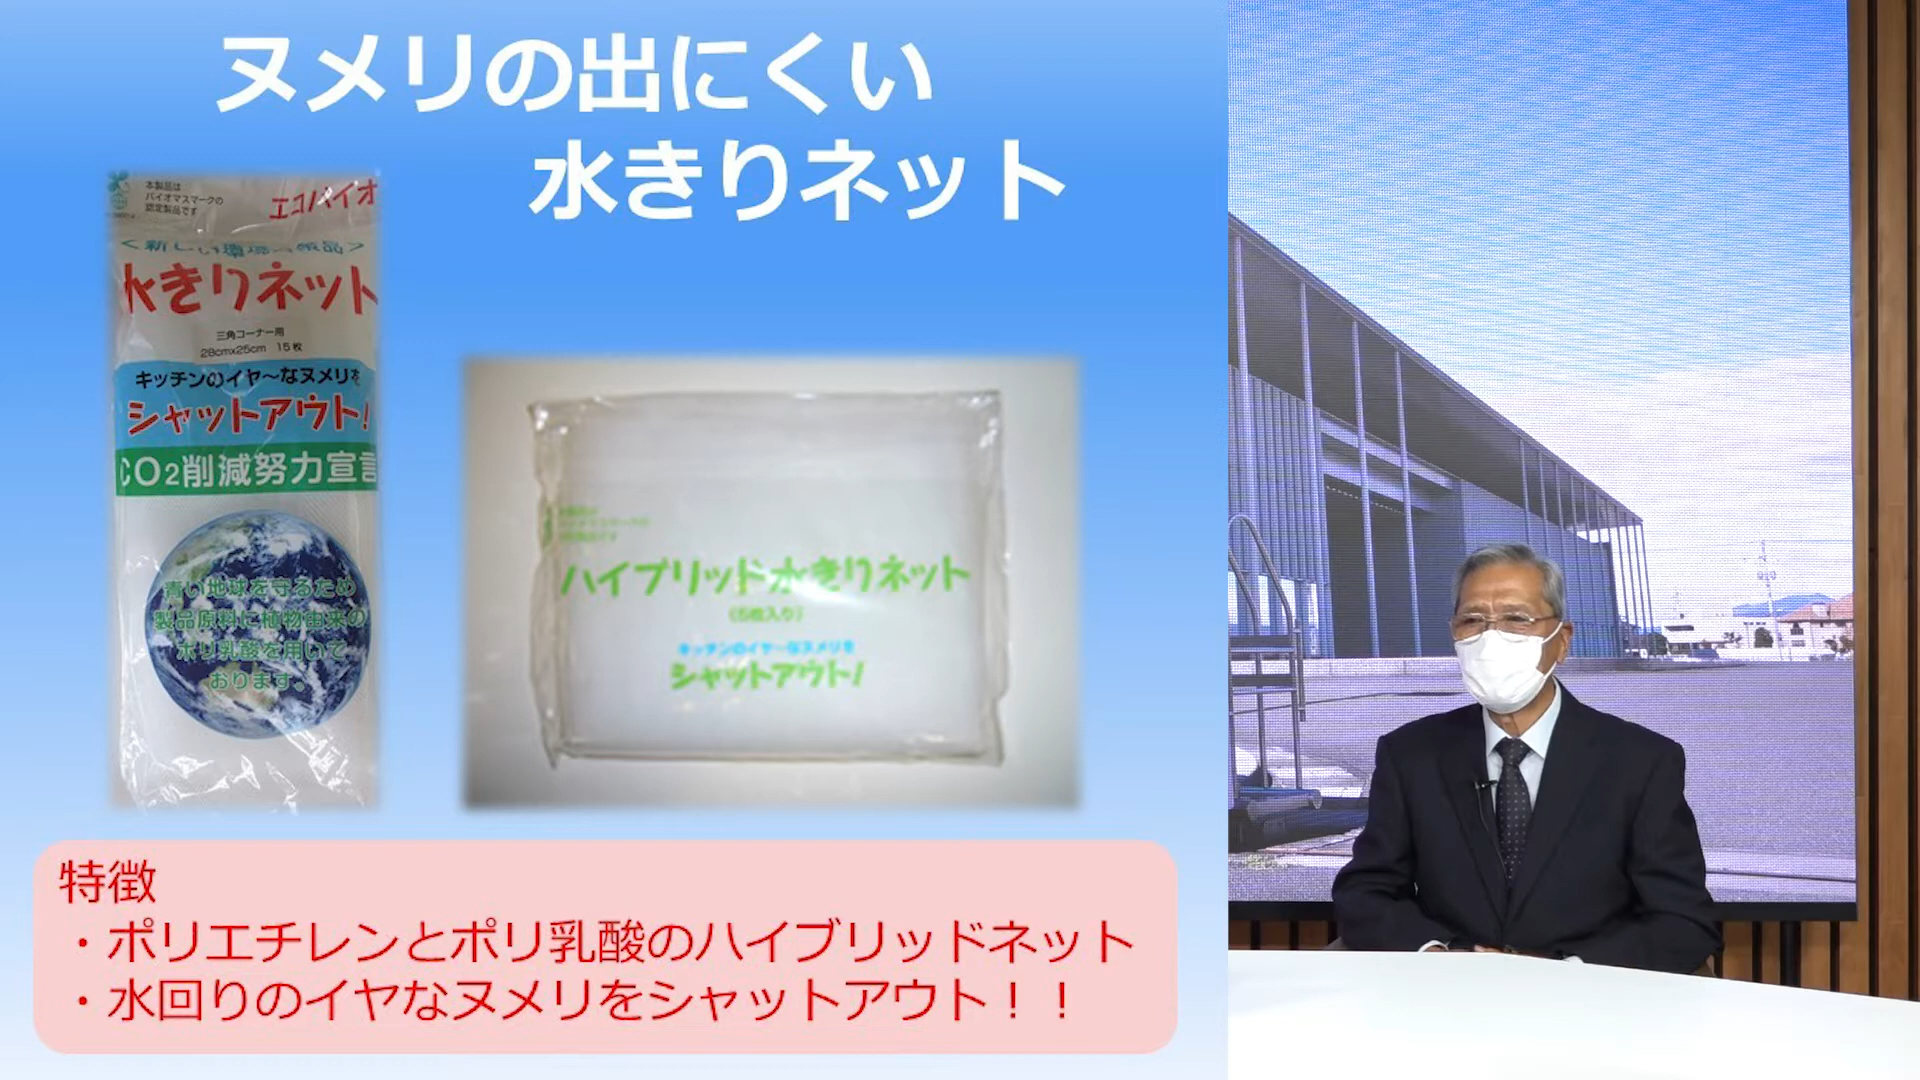 ヌメリの出にくい
水きりネット
本製品は
バイオマスマークの
認定製品です
エコバイオ
水きりネット
三角コーナー用
28cmx25cm 15枚
キッチンのイヤ～なヌメリを
シャットアウト!
CO2削減努力宣言
青い地球を守るため
製品原料に植物由来の
ポリ乳酸を用いて
おります。
ハイブリッド水きりネット
(5枚入り)
キッチンのイヤ～なヌメリを
シャットアウト!
特徴
・ポリエチレンとポリ乳酸のハイブリッドネット
・水回りのイヤなヌメリをシャットアウト！！